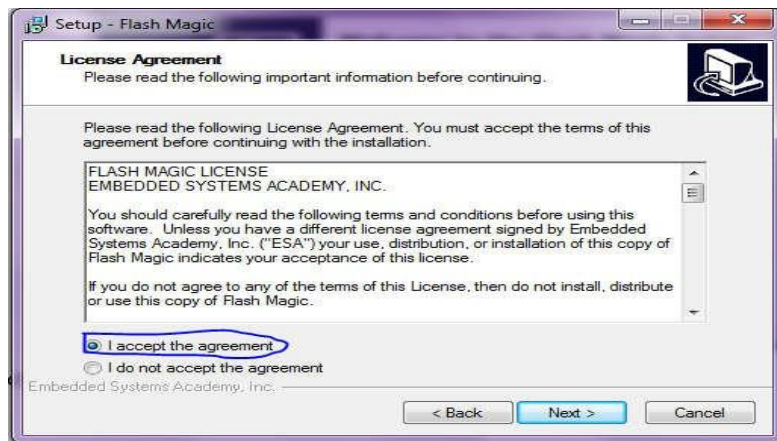 Setup - Flash Magic
License Agreement
Please read the following important information before continuing.
Please read the following License Agreement. You must accept the terms of this
agreement before continuing with the installation.
FLASH MAGIC LICENSE
EMBEDDED SYSTEMS ACADEMY, INC.
You should carefully read the following terms and conditions before using this
software. Unless you have a different license agreement signed by Embedded
Systems Academy, Inc. ("ESA") your use, distribution, or installation of this copy of
Flash Magic indicates your acceptance of this license.
If you do not agree to any of the terms of this License, then do not install, distribute
or use this copy of Flash Magic.
I accept the agreement
I do not accept the agreement
Embedded Systems Academy, Inc.
< Back Next > Cancel